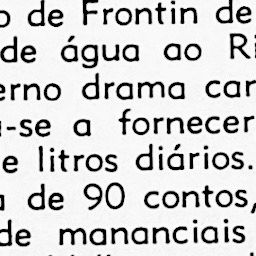 o de Frontin de
de água ao Ri
erno drama car
-se a fornecer
e litros diários.
a de 90 contos,
de mananciais